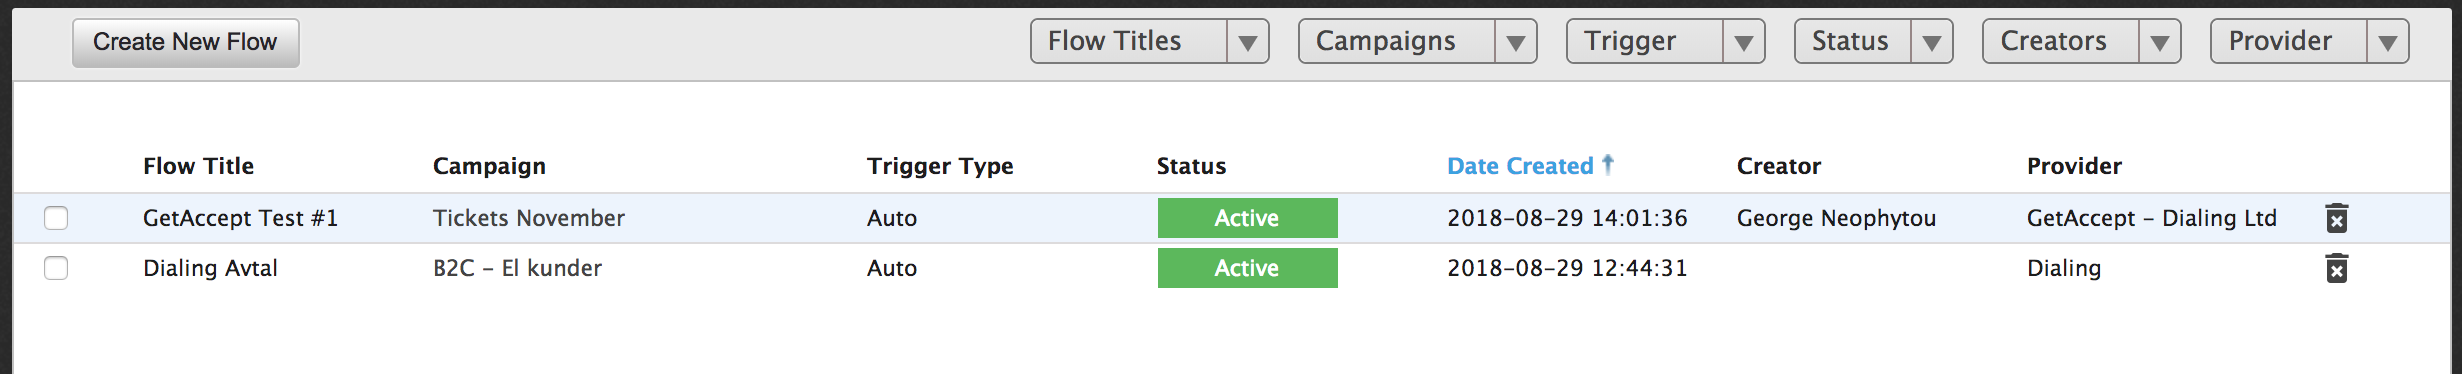 Create New Flow Flow Titles Campaigns Trigger Status Creators Provider
Flow Title Campaign Trigger Type Status Date Created Creator Provider
GetAccept Test #1 Tickets November Auto Active 2018-08-29 14:01:36 George Neophytou GetAccept - Dialing Ltd
Dialing Avtal B2C - El kunder Auto Active 2018-08-29 12:44:31 Dialing